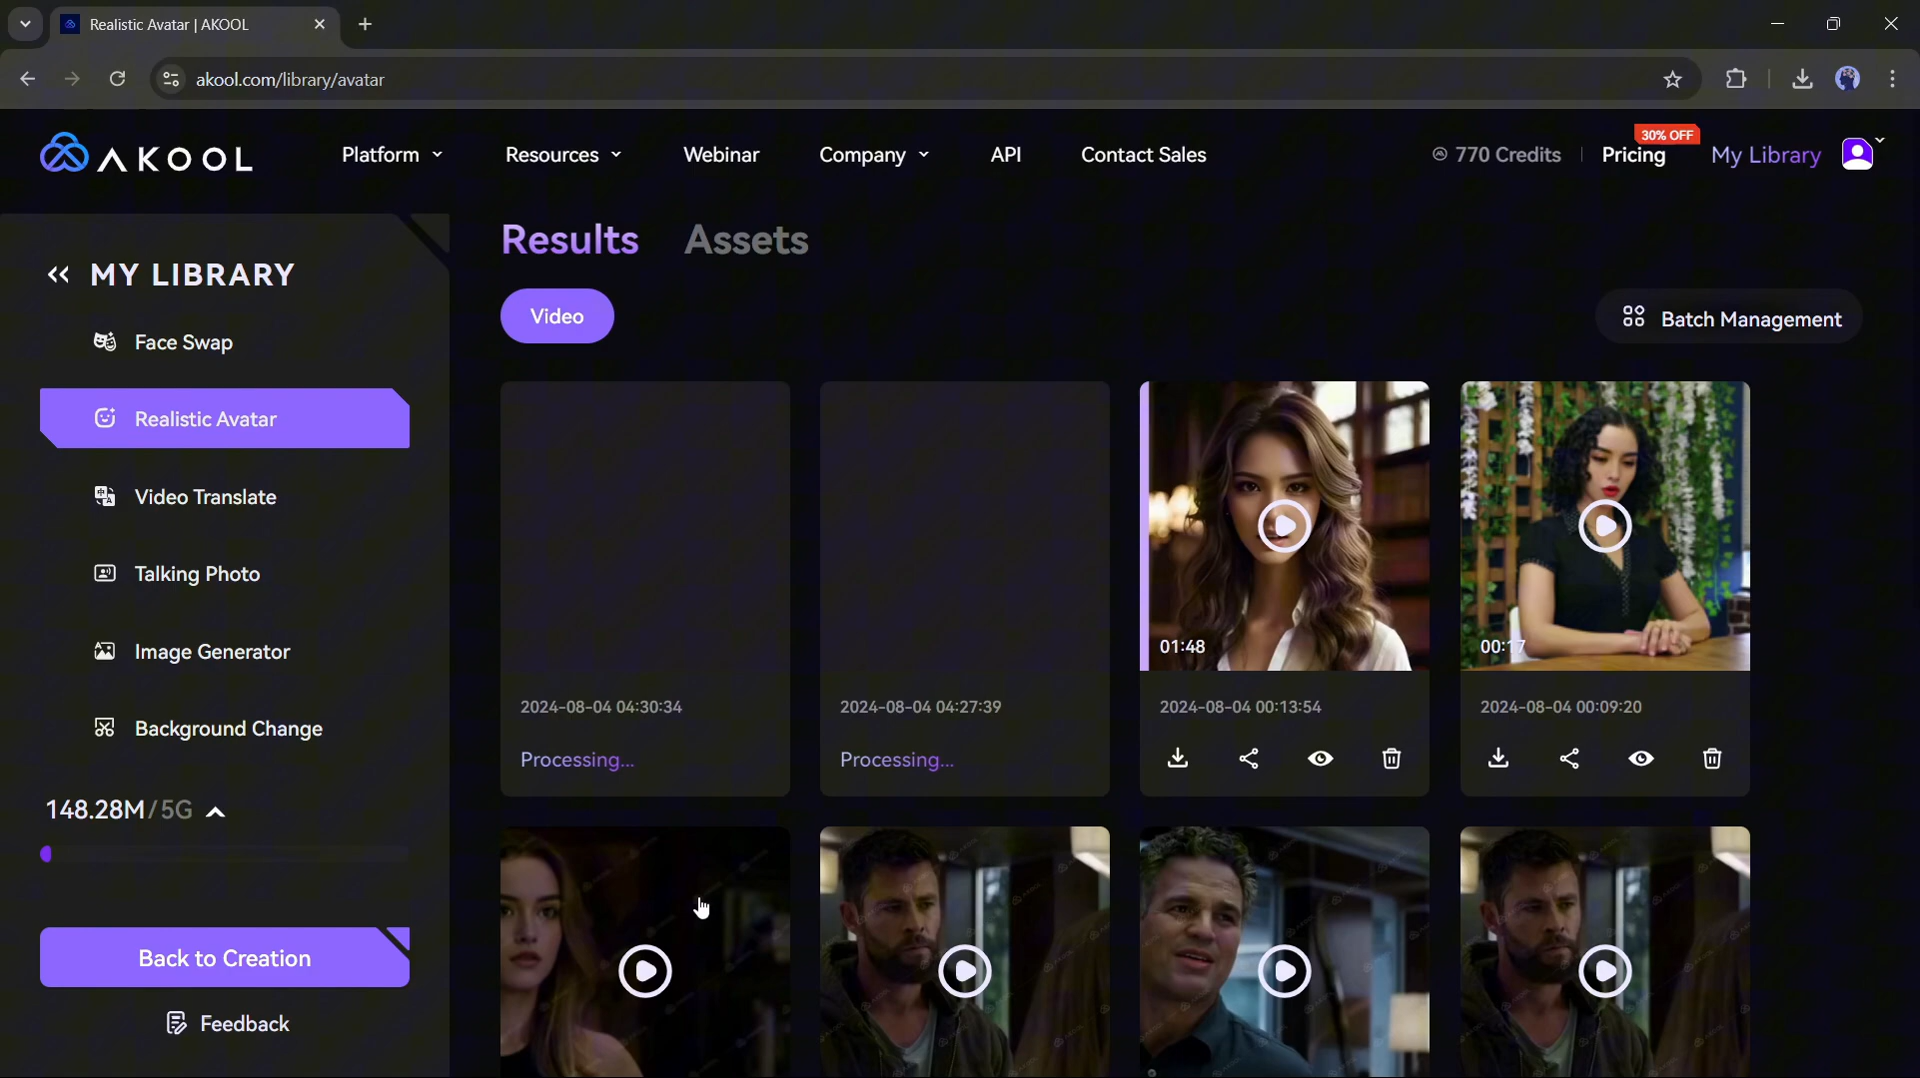 Realistic Avatar | AKOOL
akool.com/library/avatar
AKOOL
Platform
Resources
Webinar
Company
API
Contact Sales
770 Credits
30% OFF
Pricing
My Library
MY LIBRARY
Face Swap
Realistic Avatar
Video Translate
Talking Photo
Image Generator
Background Change
148.28M/5G
Back to Creation
Feedback
Results Assets
Video
Batch Management
01:48
00:17
2024-08-04 04:30:34
2024-08-04 04:27:39
2024-08-04 00:13:54
2024-08-04 00:09:20
Processing...
Processing...